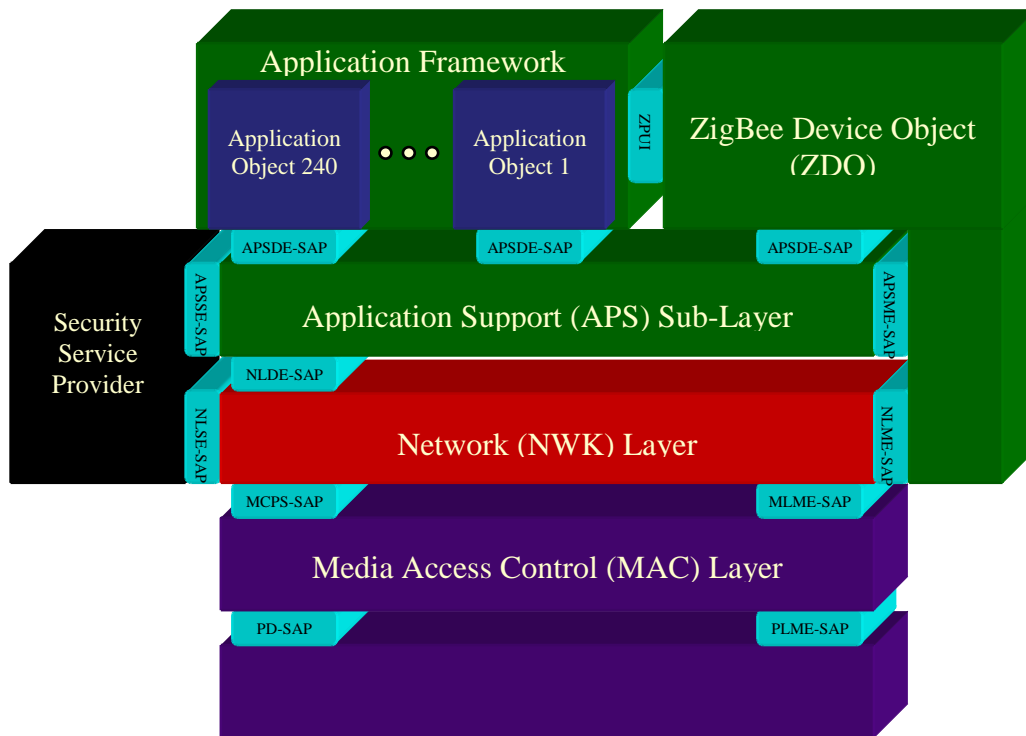 Application Framework
Application
Object 240
Application
Object 1
ZPUI
ZigBee Device Object
(ZDO)
APSDE-SAP
APSDE-SAP
APSDE-SAP
Security
Service
Provider
APSSE-SAP
Application Support (APS) Sub-Layer
APSME-SAP
NLDE-SAP
NLSE-SAP
Network (NWK) Layer
NLME-SAP
MCPS-SAP
MLME-SAP
Media Access Control (MAC) Layer
PD-SAP
PLME-SAP